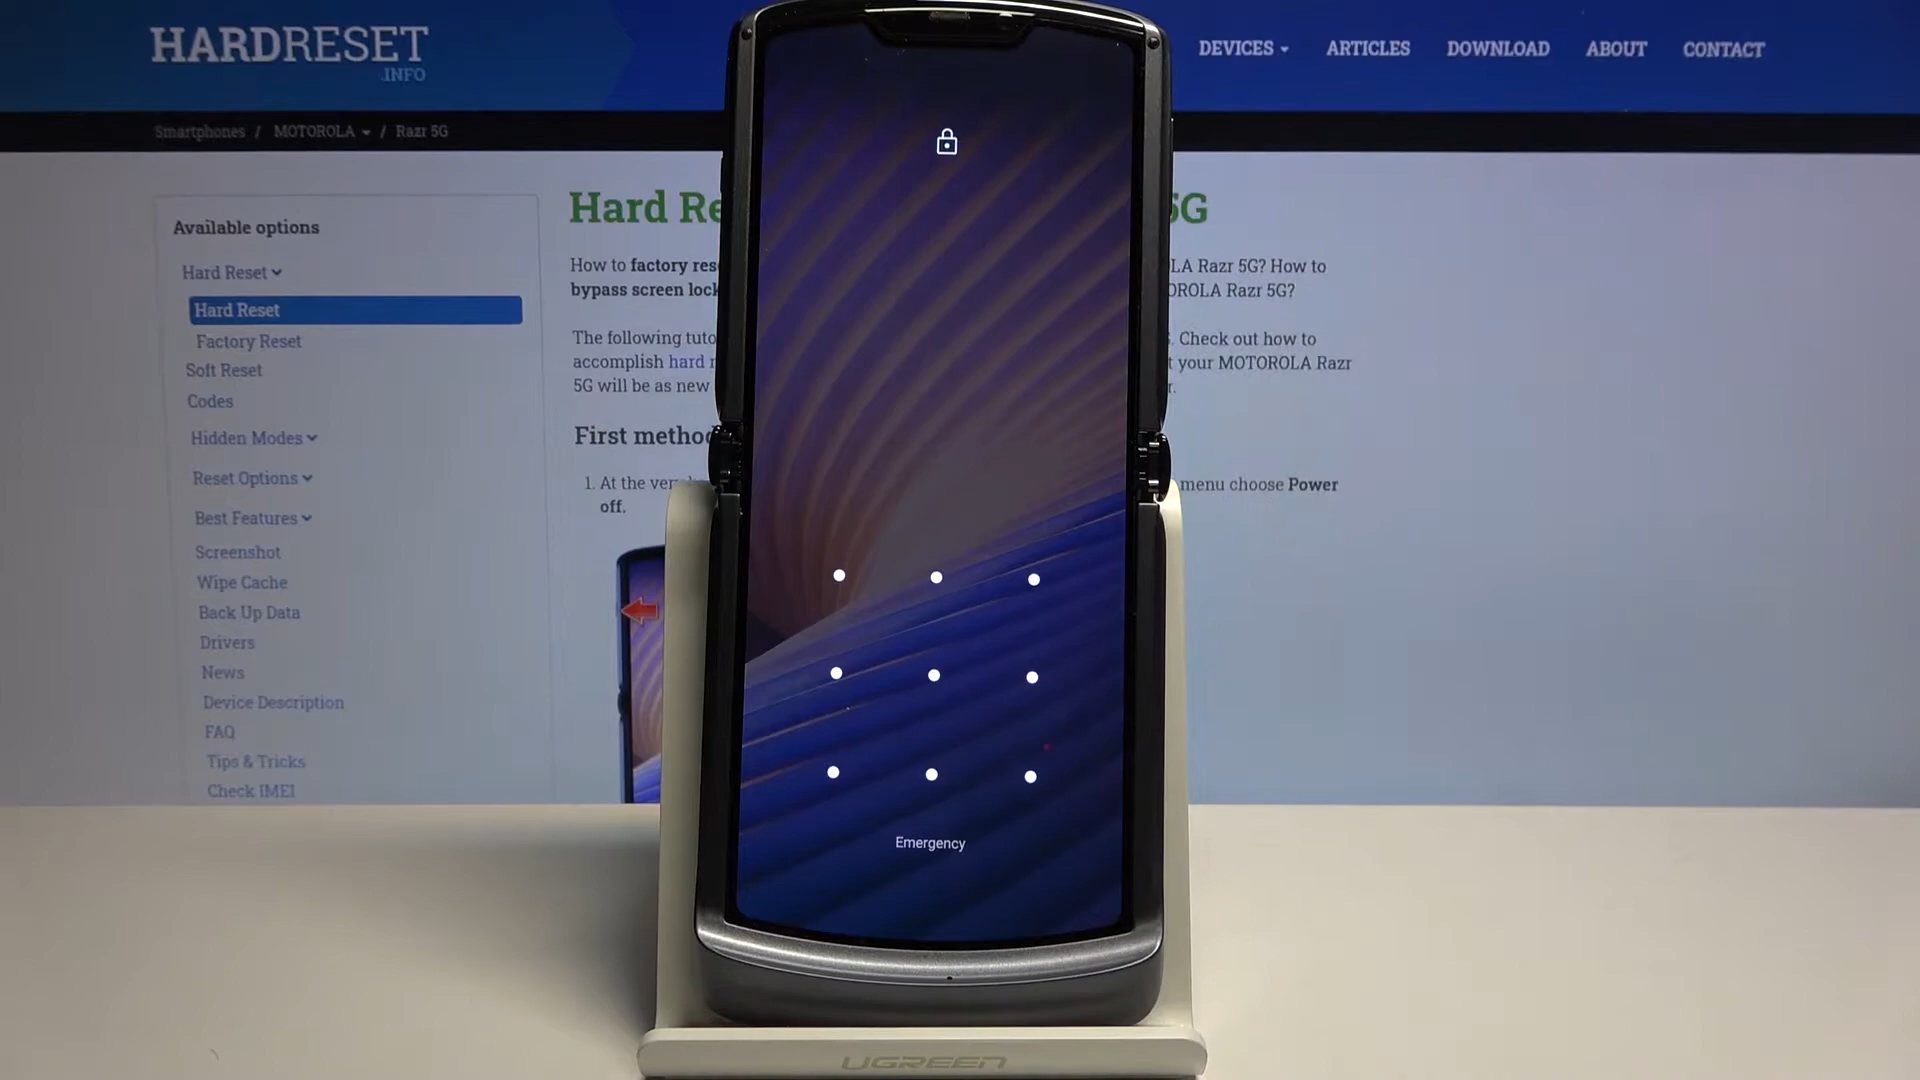 HARDRESET
.INFO
DEVICES
ARTICLES
DOWNLOAD
ABOUT
CONTACT
Smartphones / MOTOROLA / Razr 5G
Available options
Hard Reset
Hard Reset
Factory Reset
Soft Reset
Codes
Hidden Modes
Reset Options
Best Features
Screenshot
Wipe Cache
Back Up Data
Drivers
News
Device Description
FAQ
Tips & Tricks
Check IMEI
Hard Re 5G
How to factory res LA Razr 5G? How to
bypass screen lock OROLA Razr 5G?
The following tuto . Check out how to
accomplish hard r t your MOTOROLA Razr
5G will be as new r.
First method
1. At the very menu choose Power
off.
Emergency
UGREEN